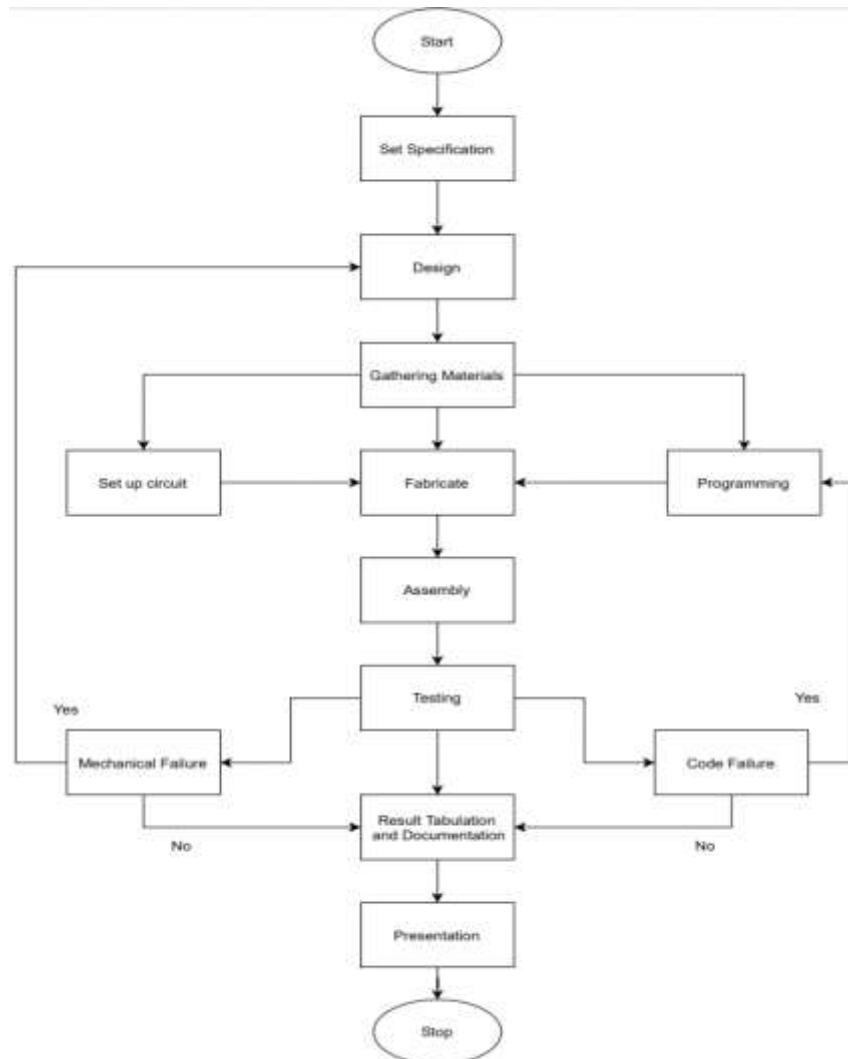 Start
Set Specification
Design
Gathering Materials
Set up circuit
Fabricate
Programming
Assembly
Testing
Yes
Yes
Mechanical Failure
Code Failure
Result Tabulation
and Documentation
No
No
Presentation
Stop